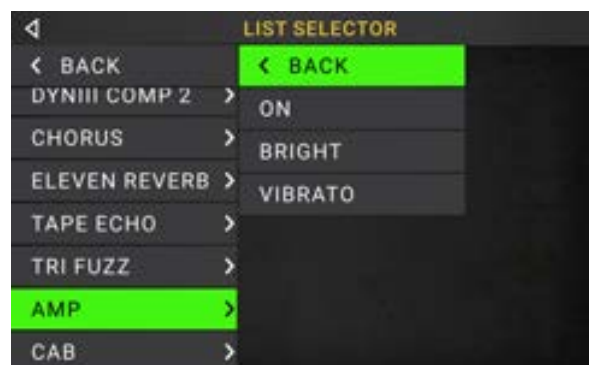 LIST SELECTOR
< BACK
DYNIII COMP 2 >
CHORUS >
ELEVEN REVERB >
TAPE ECHO >
TRI FUZZ >
AMP >
CAB >
< BACK
ON
BRIGHT
VIBRATO